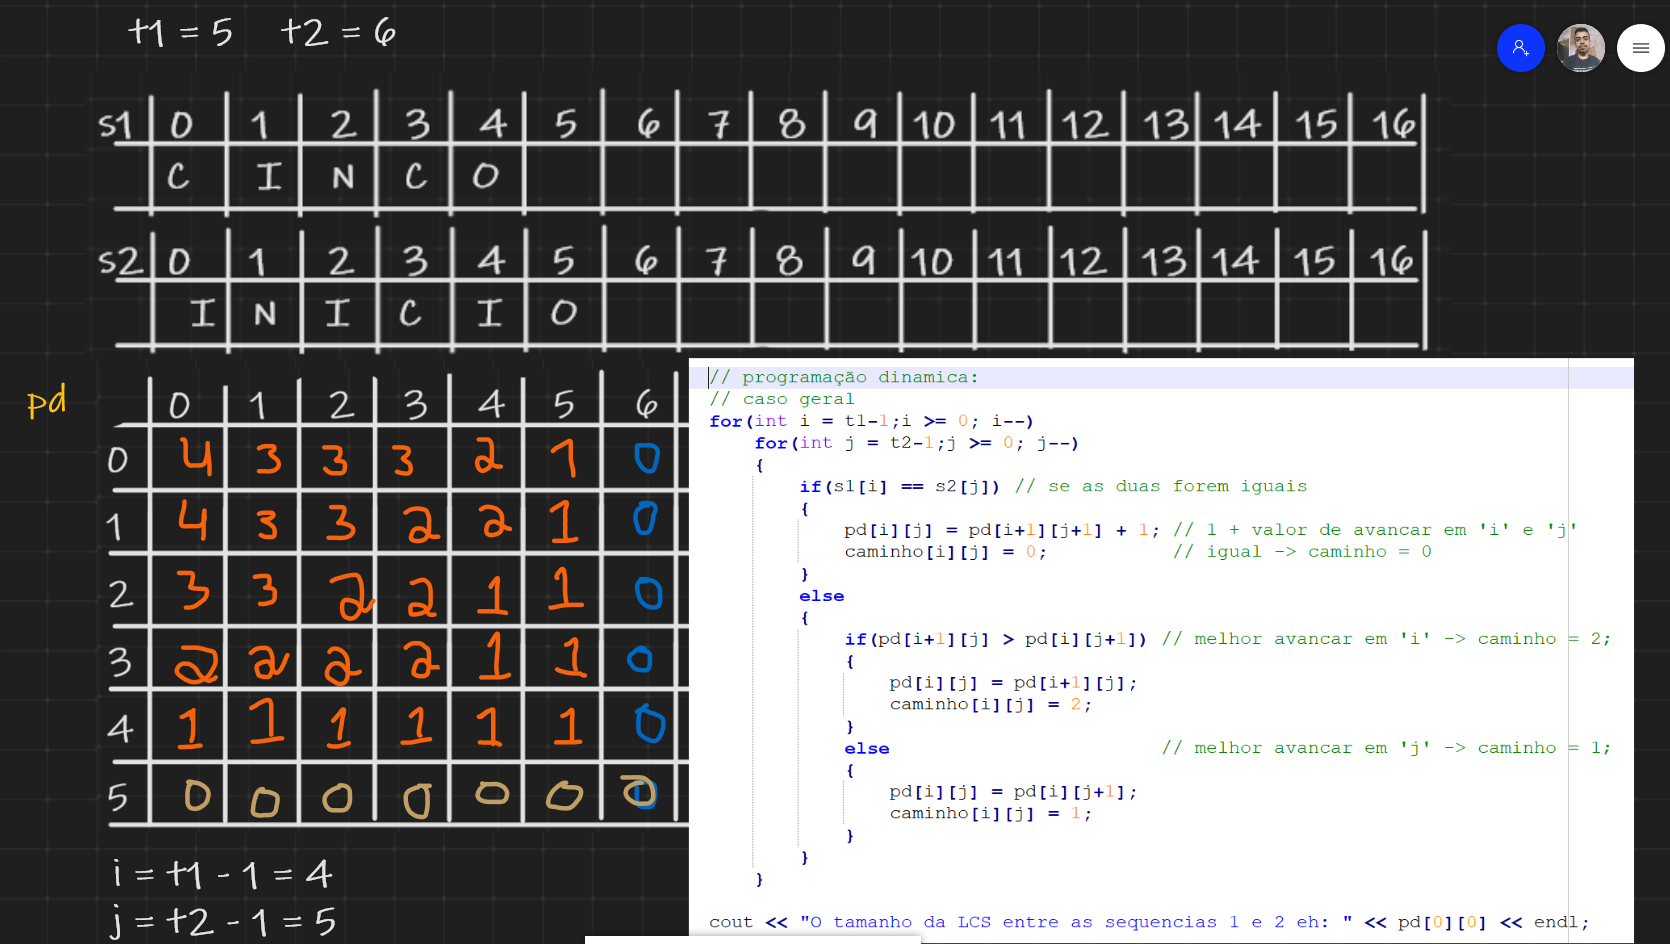 t1 = 5 t2 = 6
s1 0 1 2 3 4 5 6 7 8 9 10 11 12 13 14 15 16
C I N C O
s2 0 1 2 3 4 5 6 7 8 9 10 11 12 13 14 15 16
I N I C I O
pd 0 1 2 3 4 5 6
0 4 3 3 3 2 1 0
1 4 3 3 2 2 1 0
2 3 3 2 2 1 1 0
3 2 2 2 2 1 1 0
4 1 1 1 1 1 1 0
5 0 0 0 0 0 0 0
i = t1 - 1 = 4
j = t2 - 1 = 5
// programação dinamica:
// caso geral
for(int i = t1-1;i >= 0; i--)
for(int j = t2-1;j >= 0; j--)
{
if(s1[i] == s2[j]) // se as duas forem iguais
{
pd[i][j] = pd[i+1][j+1] + 1; // 1 + valor de avancar em 'i' e 'j'
caminho[i][j] = 0; // igual -> caminho = 0
}
else
{
if(pd[i+1][j] > pd[i][j+1]) // melhor avancar em 'i' -> caminho = 2;
{
pd[i][j] = pd[i+1][j];
caminho[i][j] = 2;
}
else // melhor avancar em 'j' -> caminho = 1;
{
pd[i][j] = pd[i][j+1];
caminho[i][j] = 1;
}
}
}
cout << "O tamanho da LCS entre as sequencias 1 e 2 eh: " << pd[0][0] << endl;